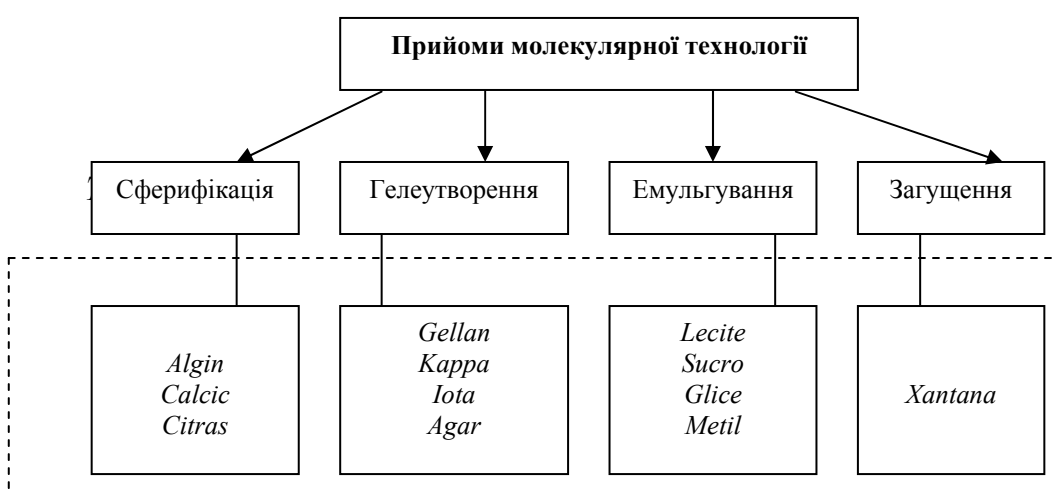 Прийоми молекулярної технології
Сферифікація
Гелеутворення
Емульгування
Загущення
Algin
Calcic
Citras
Gellan
Kappa
Iota
Agar
Lecite
Sucro
Glice
Metil
Xantana